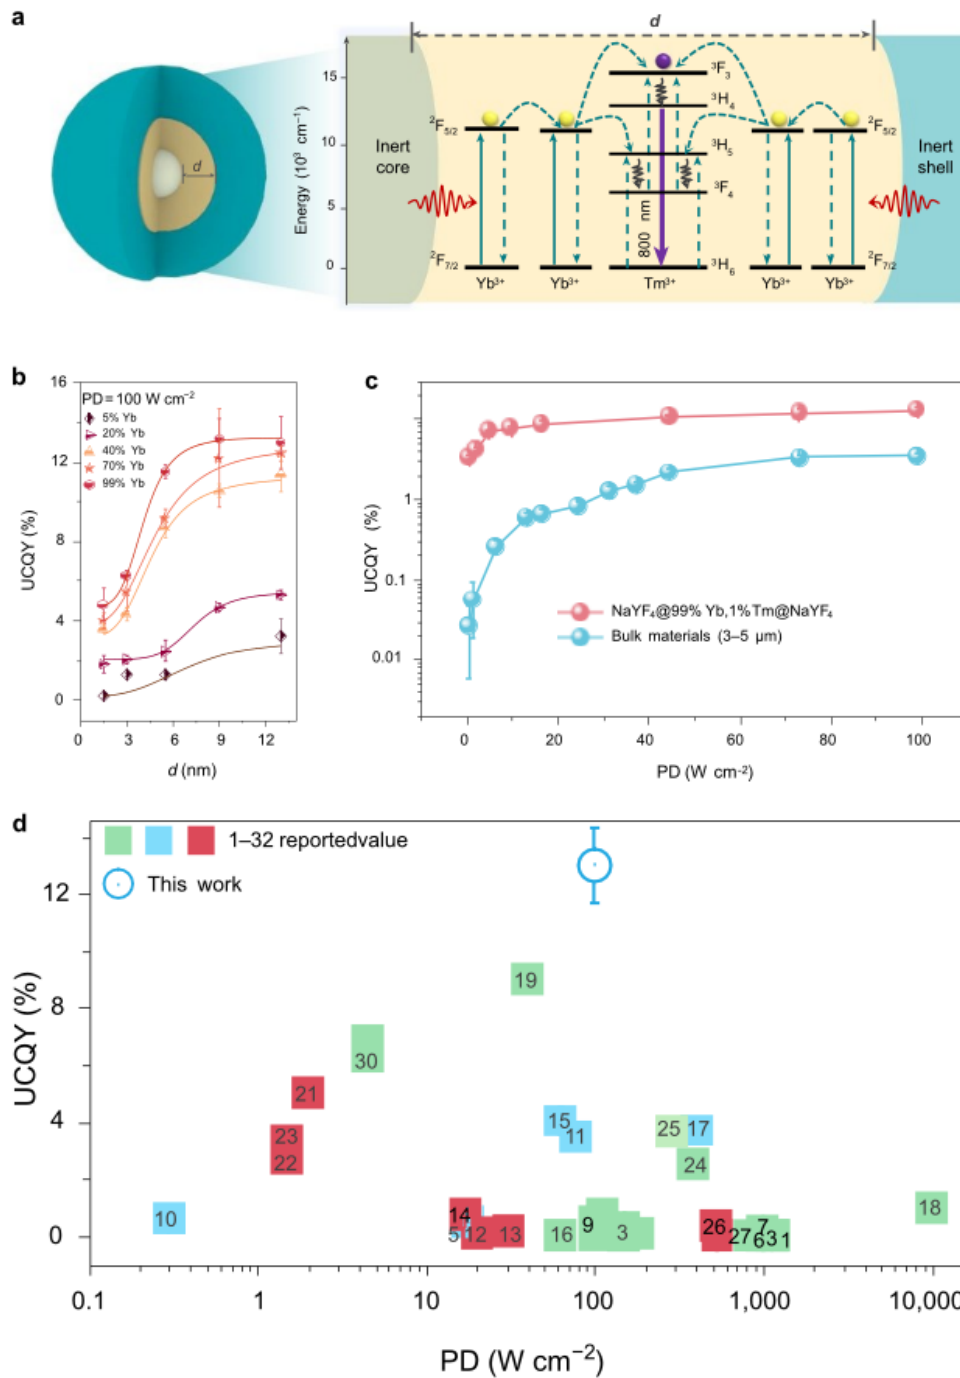 a
d
d
Energy (10³ cm⁻¹)
15
10
5
0
Inert
core
²F₅/₂
²F₇/₂
Yb³⁺
Yb³⁺
Tm³⁺
Yb³⁺
Yb³⁺
³F₃
³H₄
³H₅
³F₄
³H₆
800 nm
²F₅/₂
²F₇/₂
Inert
shell
b
PD = 100 W cm⁻²
5% Yb
20% Yb
40% Yb
70% Yb
99% Yb
UCQY (%)
16
12
8
4
0
0 3 6 9 12
d (nm)
c
UCQY (%)
1
0.1
0.01
NaYF₄@99% Yb,1% Tm@NaYF₄
Bulk materials (3–5 μm)
0 20 40 60 80 100
PD (W cm⁻²)
d
1–32 reportedvalue
This work
UCQY (%)
12
8
4
0
19
30
21
23
22
10
15
11
25
17
24
18
14
5
12
13
16
9
3
26
27
7
6
3
1
0.1 1 10 100 1,000 10,000
PD (W cm⁻²)